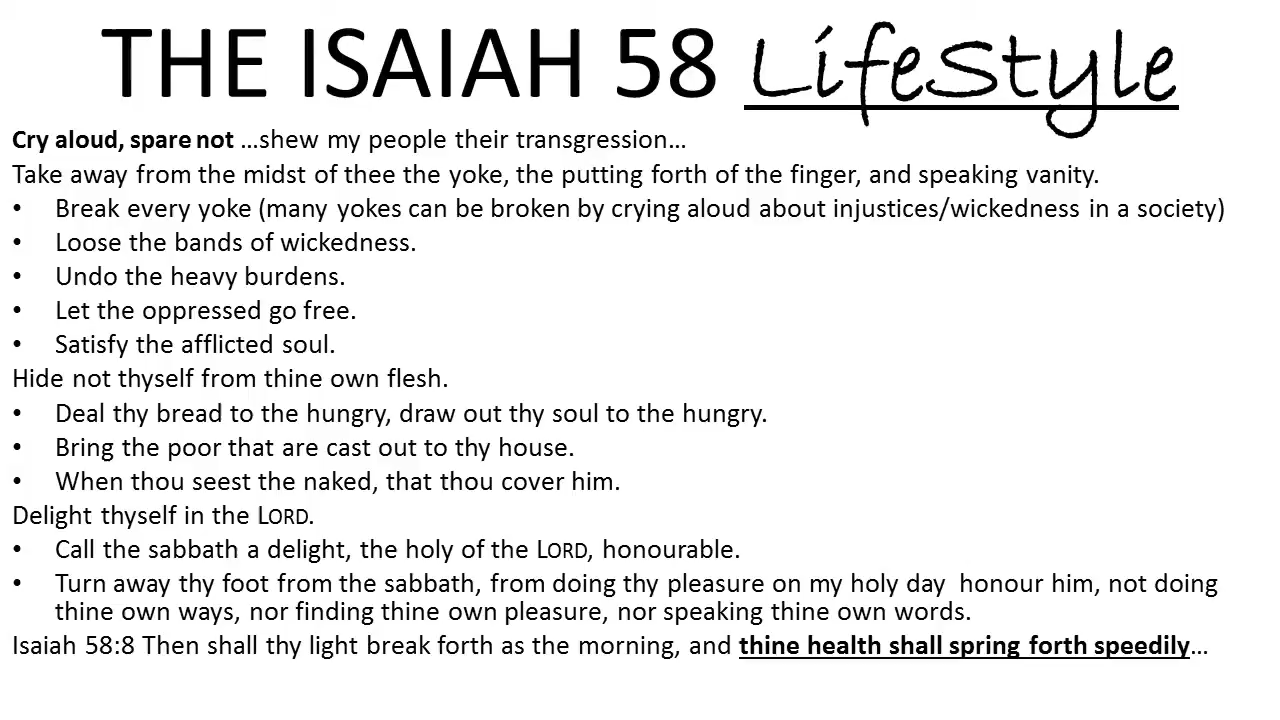 THE ISAIAH 58 LifeStyle
Cry aloud, spare not ...shew my people their transgression...
Take away from the midst of thee the yoke, the putting forth of the finger, and speaking vanity.
• Break every yoke (many yokes can be broken by crying aloud about injustices/wickedness in a society)
• Loose the bands of wickedness.
• Undo the heavy burdens.
• Let the oppressed go free.
• Satisfy the afflicted soul.
Hide not thyself from thine own flesh.
• Deal thy bread to the hungry, draw out thy soul to the hungry.
• Bring the poor that are cast out to thy house.
• When thou seest the naked, that thou cover him.
Delight thyself in the LORD.
• Call the sabbath a delight, the holy of the LORD, honourable.
• Turn away thy foot from the sabbath, from doing thy pleasure on my holy day honour him, not doing
thine own ways, nor finding thine own pleasure, nor speaking thine own words.
Isaiah 58:8 Then shall thy light break forth as the morning, and thine health shall spring forth speedily...